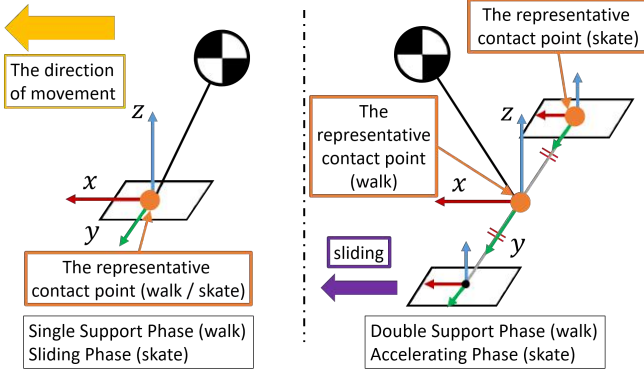 The direction
of movement
z
x
y
The representative
contact point (walk / skate)
Single Support Phase (walk)
Sliding Phase (skate)
The representative
contact point (skate)
The
representative
contact point
(walk)
z
x
y
sliding
Double Support Phase (walk)
Accelerating Phase (skate)